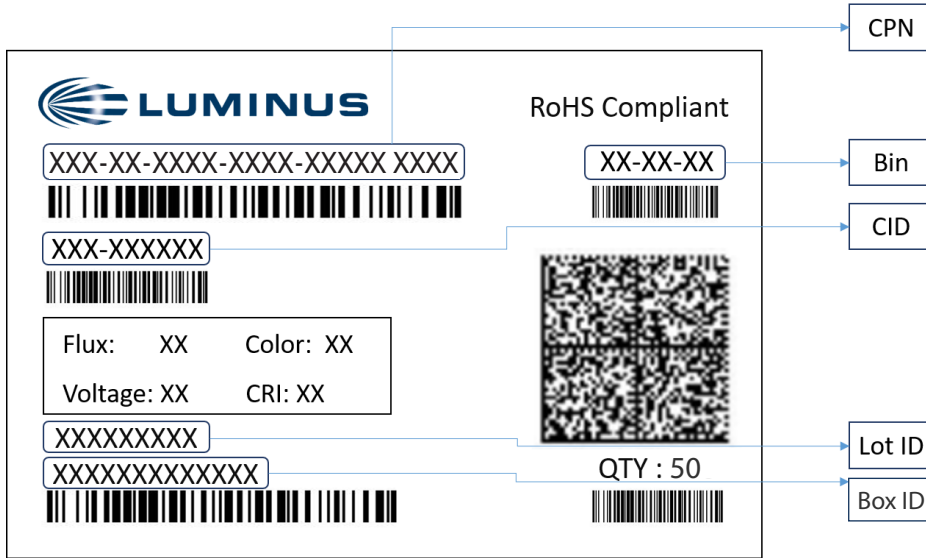 CPN
LUMINUS
RoHS Compliant
XXX-XX-XXXX-XXXX-XXXXX XXXX
XX-XX-XX
Bin
XXX-XXXXXX
CID
Flux: XX Color: XX
Voltage: XX CRI: XX
XXXXXXXXX
Lot ID
XXXXXXXXXXXXX
QTY : 50
Box ID